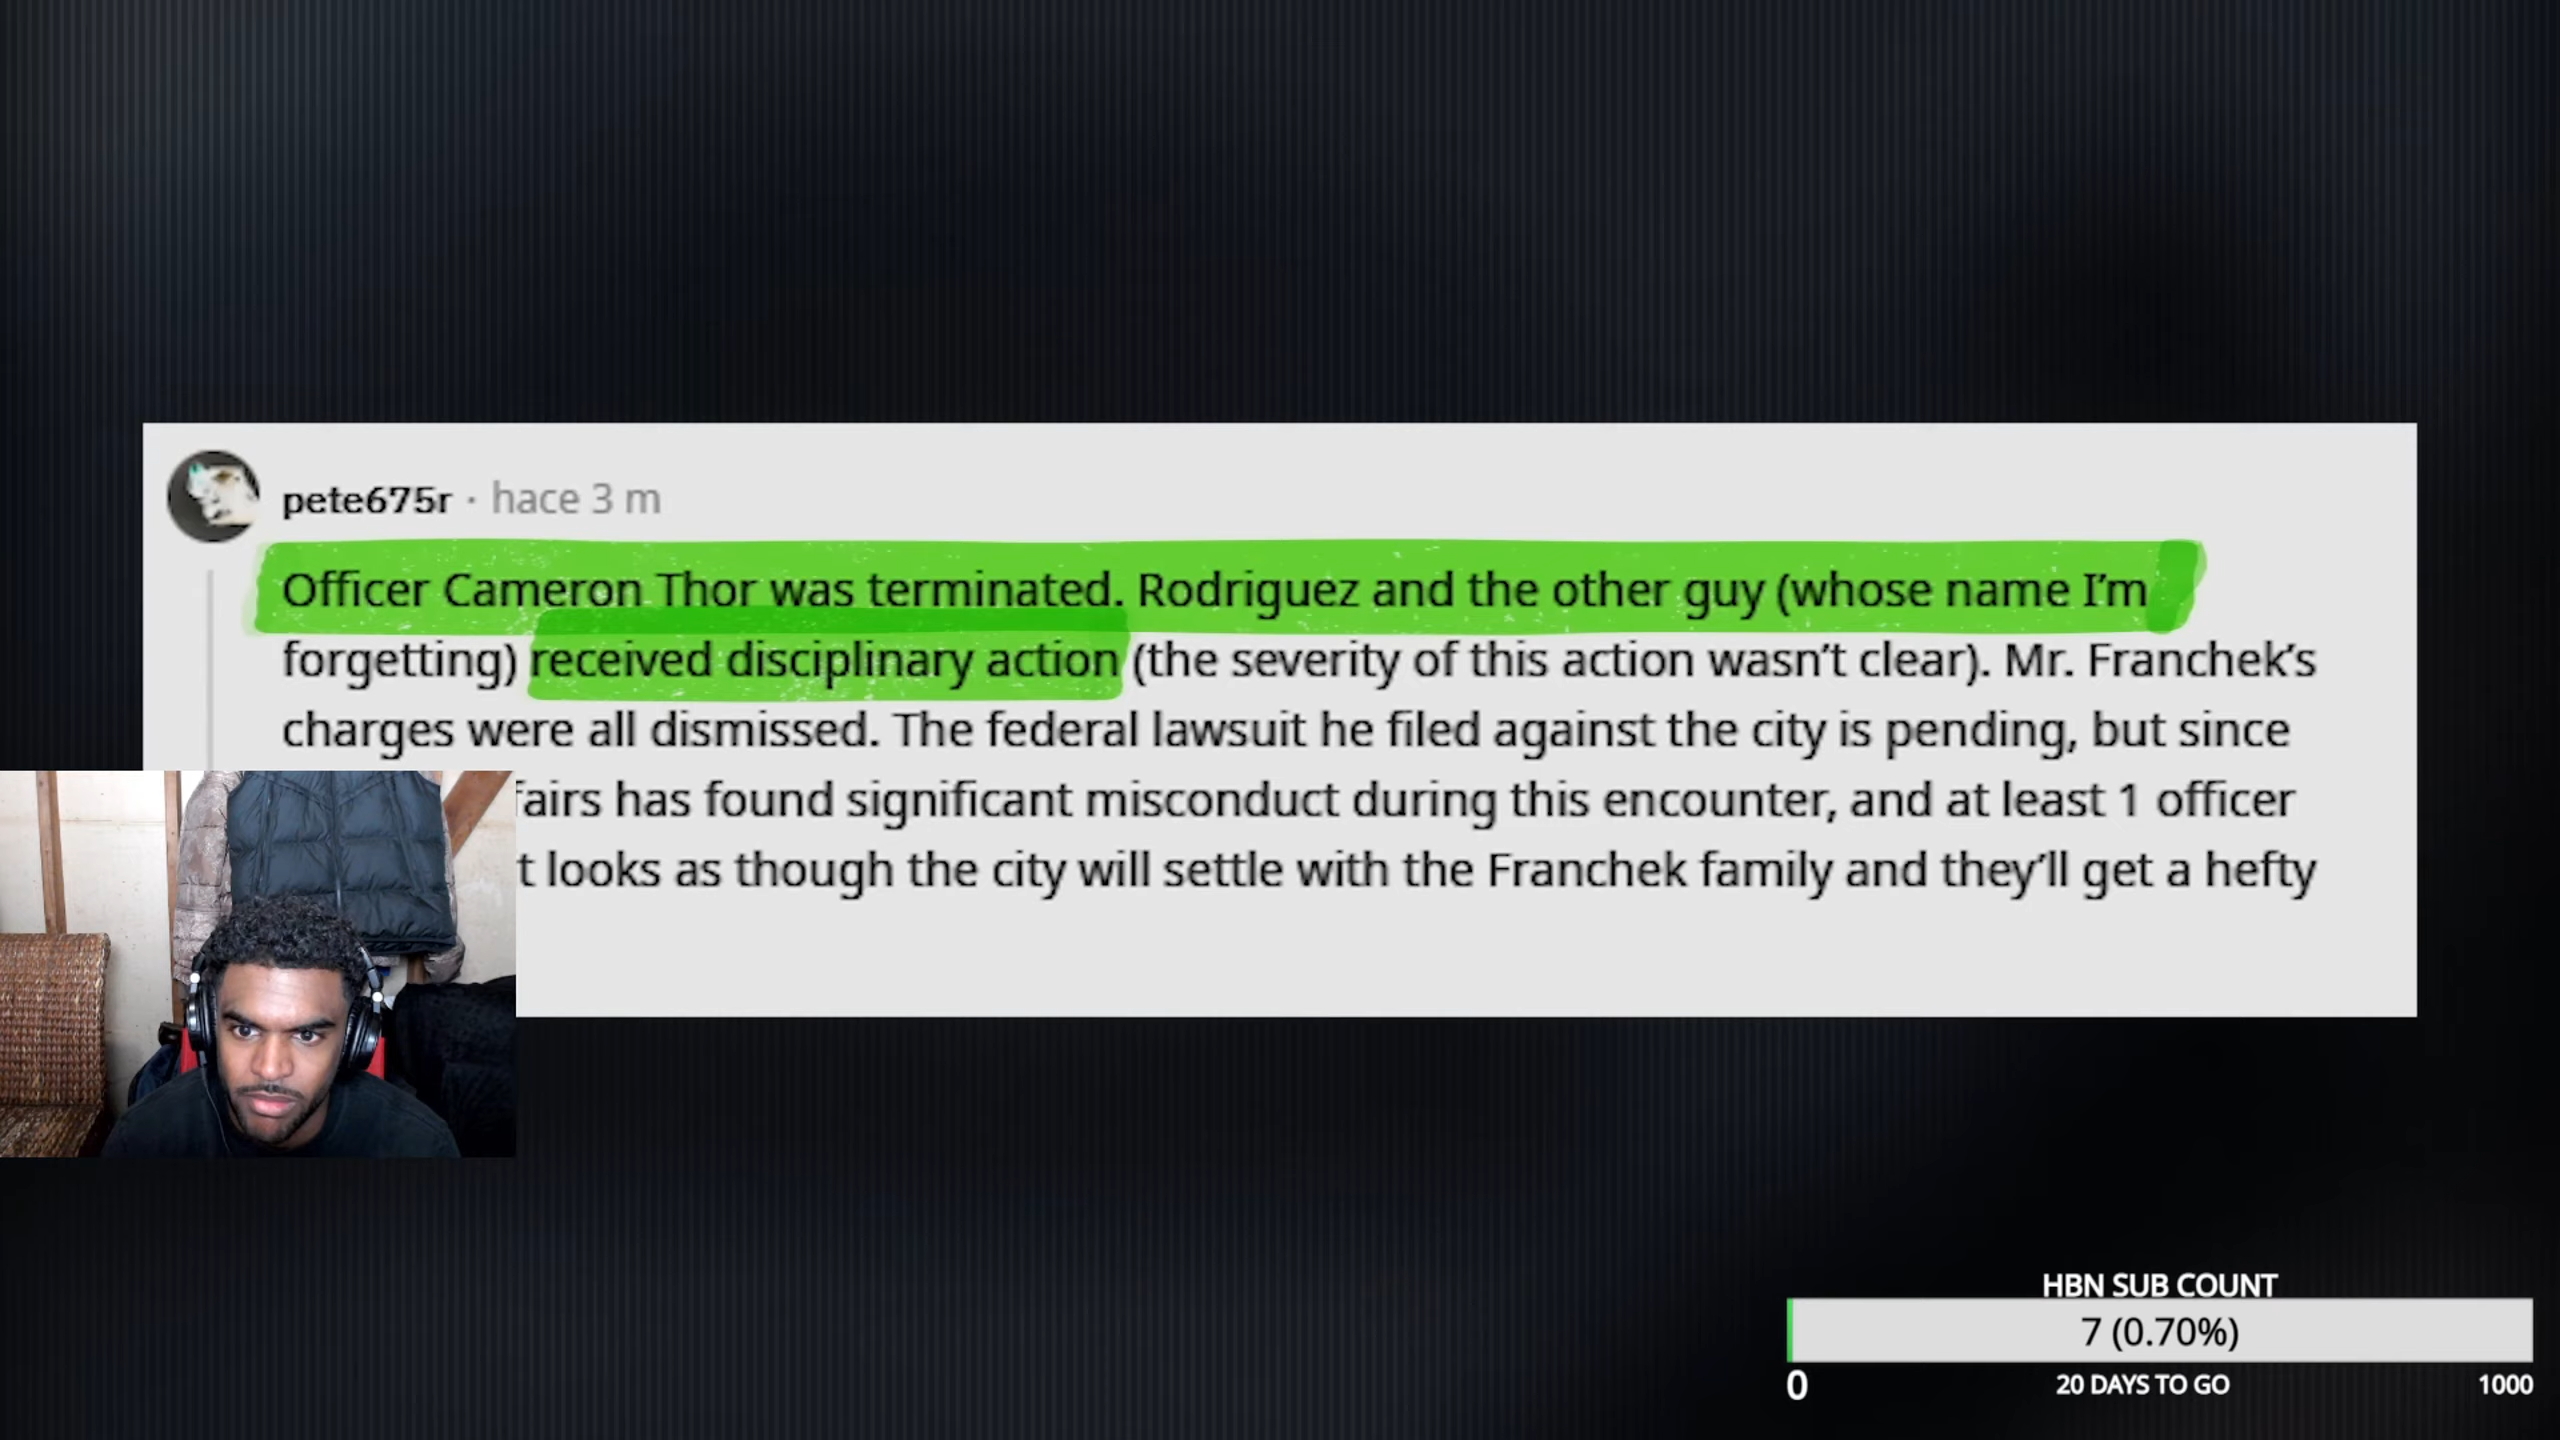 pete675r · hace 3 m
Officer Cameron Thor was terminated. Rodriguez and the other guy (whose name I'm
forgetting) received disciplinary action (the severity of this action wasn't clear). Mr. Franchek's
charges were all dismissed. The federal lawsuit he filed against the city is pending, but since
has found significant misconduct during this encounter, and at least 1 officer
looks as though the city will settle with the Franchek family and they'll get a hefty
HBN SUB COUNT
7 (0.70%)
0 20 DAYS TO GO 1000